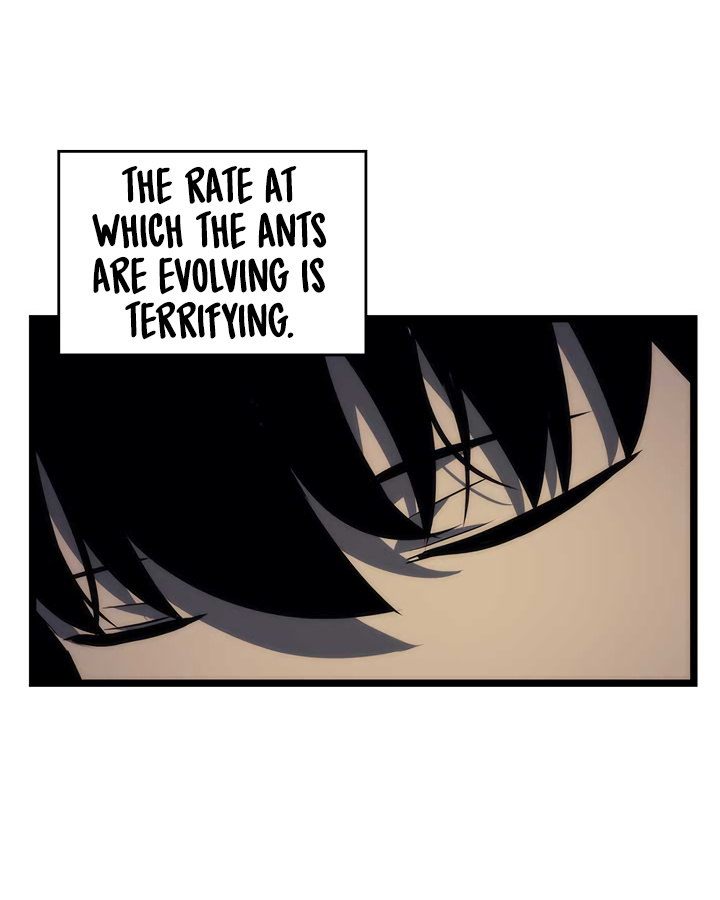 THE RATE AT
WHICH THE ANTS
ARE EVOLVING IS
TERRIFYING.